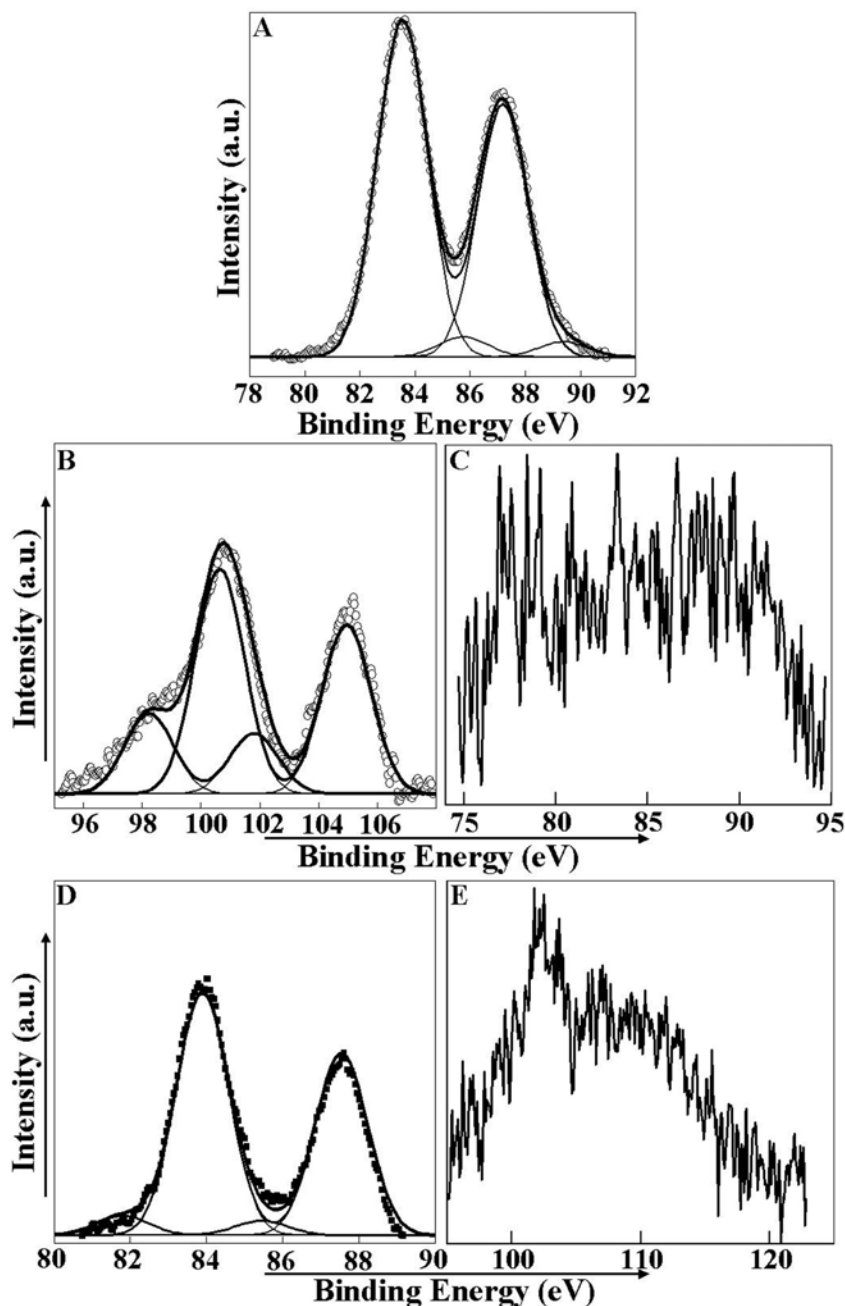 A
Intensity (a.u.)
78 80 82 84 86 88 90 92
Binding Energy (eV)
B
C
Intensity (a.u.)
96 98 100 102 104 106
75 80 85 90 95
Binding Energy (eV)
D
E
Intensity (a.u.)
80 82 84 86 88 90
100 110 120
Binding Energy (eV)